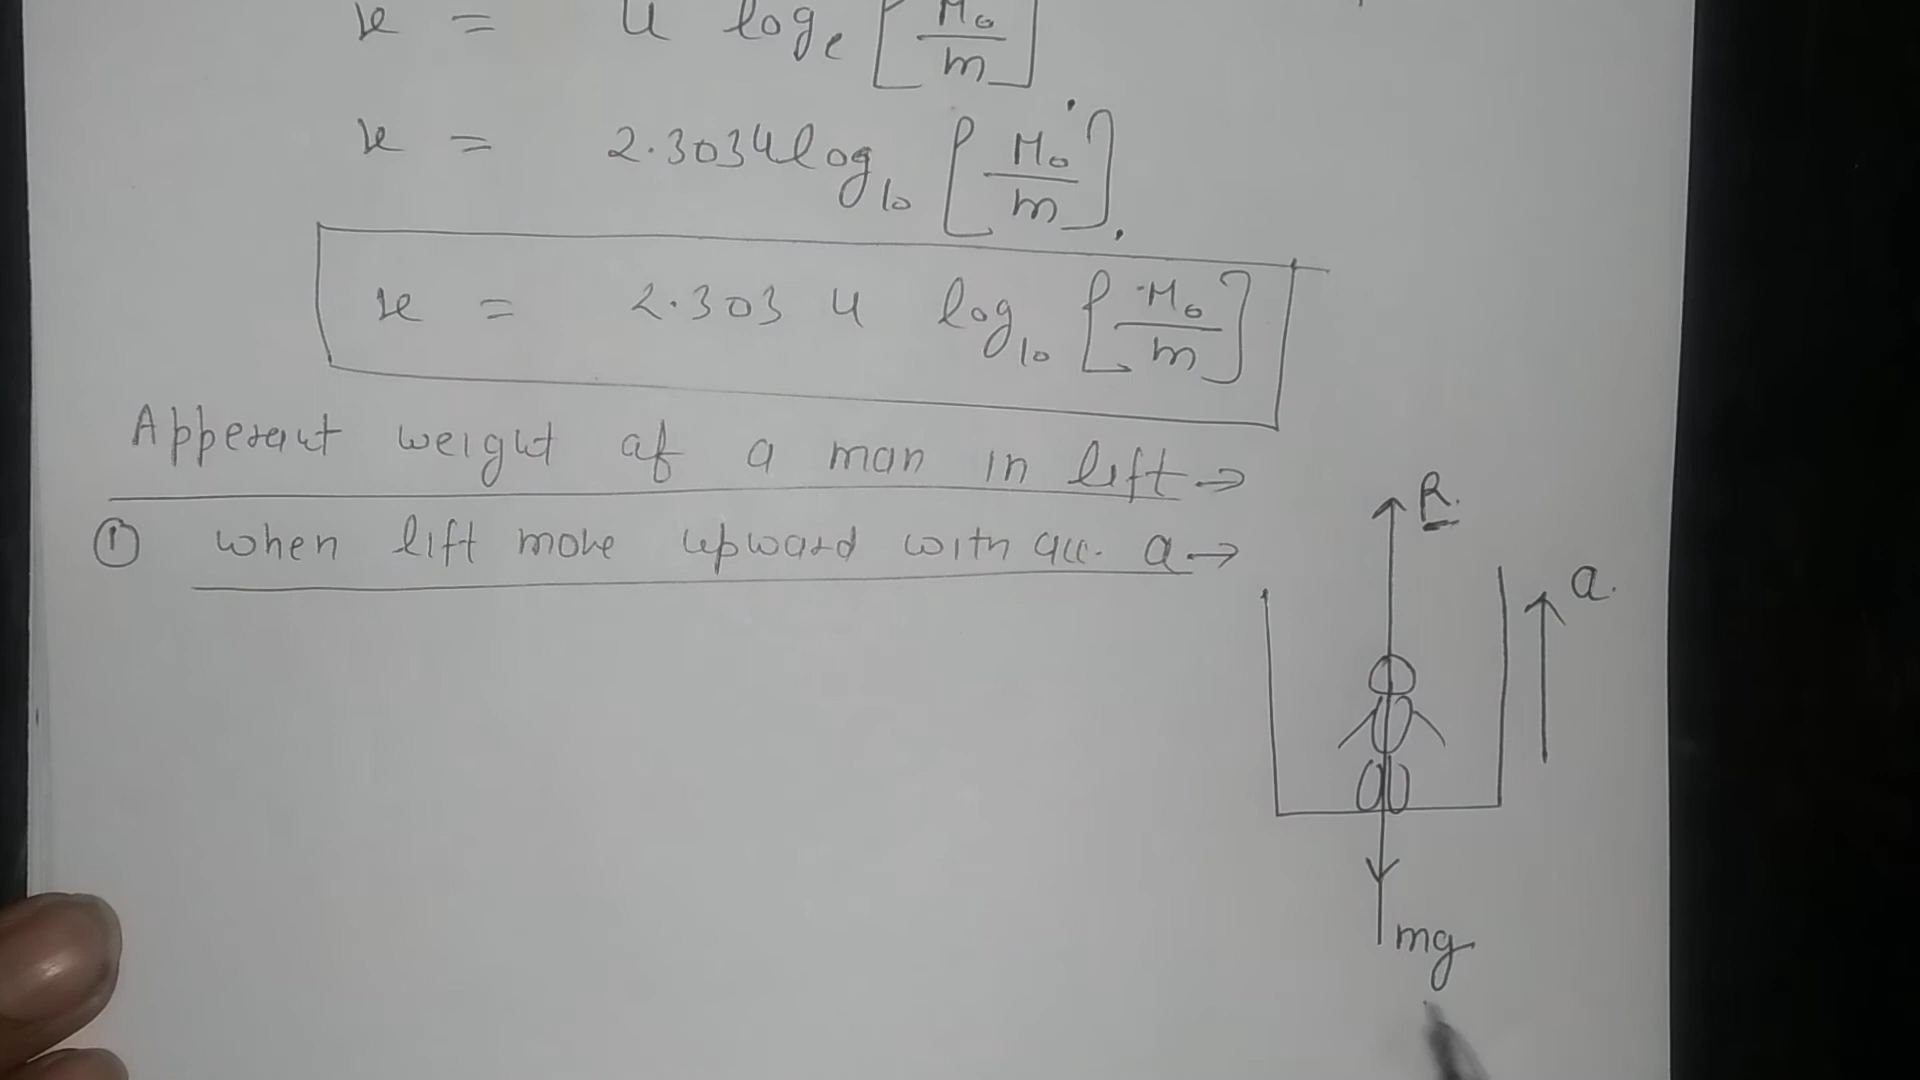 v = u logₑ [M₀/m]
v = 2.303 u log₁₀ [M₀/m].
v = 2.303 u log₁₀ [M₀/m]
Apperant weight of a man in lift →
① when lift move upward with acc. a →
R.
a.
mg